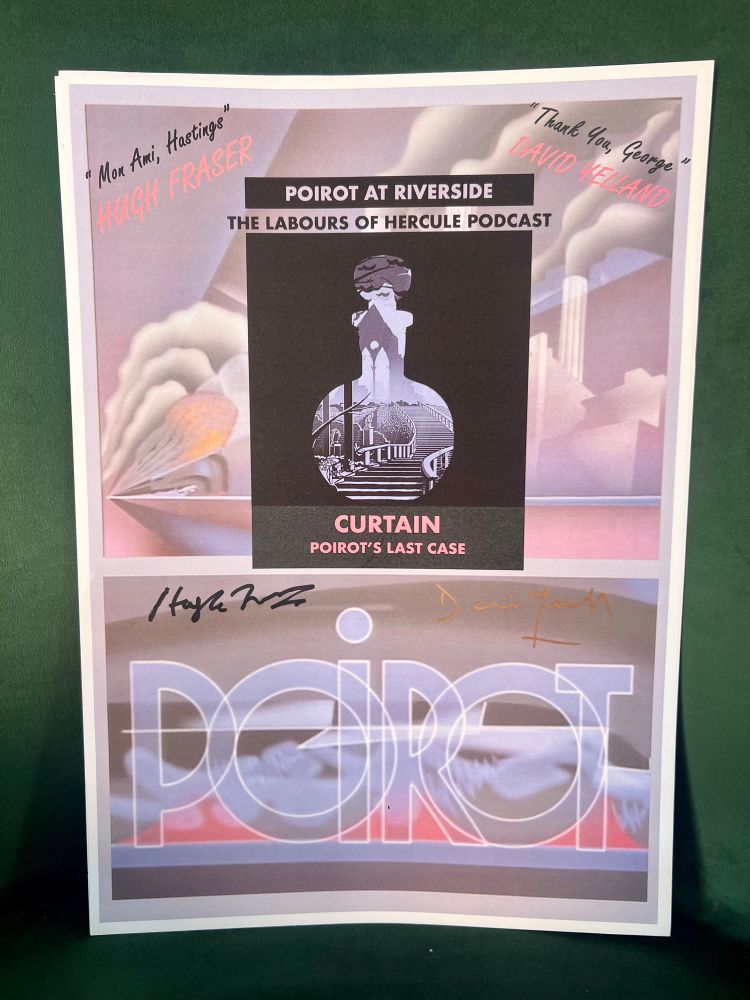 "Mon Ami, Hastings"
HUGH FRASER
"Thank You, George"
DAVID YELLAND
POIROT AT RIVERSIDE
THE LABOURS OF HERCULE PODCAST
CURTAIN
POIROT'S LAST CASE
POIROT